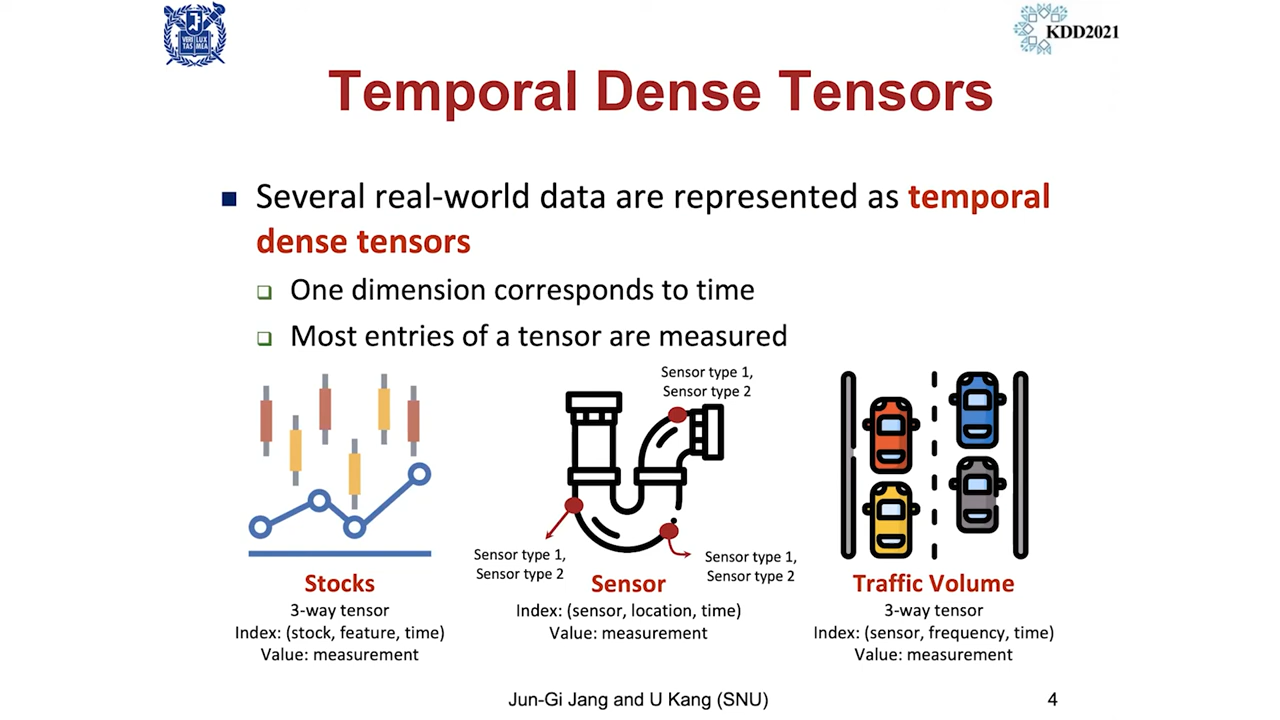 VERI LUX
TAS MEA
KDD2021
Temporal Dense Tensors
Several real-world data are represented as temporal
dense tensors
One dimension corresponds to time
Most entries of a tensor are measured
Sensor type 1,
Sensor type 2
Sensor type 1,
Sensor type 2
Sensor type 1,
Sensor type 2
Stocks
3-way tensor
Index: (stock, feature, time)
Value: measurement
Sensor
Index: (sensor, location, time)
Value: measurement
Traffic Volume
3-way tensor
Index: (sensor, frequency, time)
Value: measurement
Jun-Gi Jang and U Kang (SNU)
4